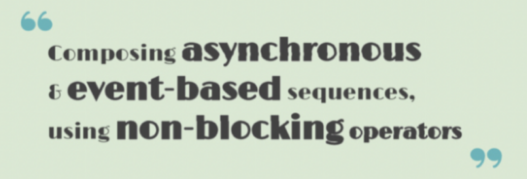 “
Composing asynchronous
& event-based sequences,
using non-blocking operators
”